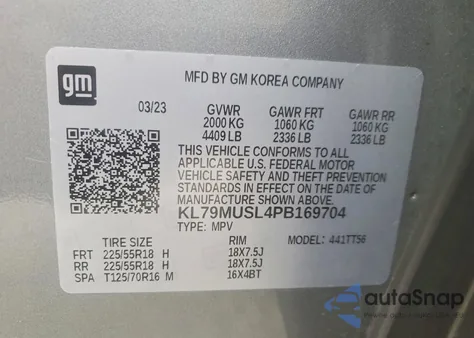 gm
MFD BY GM KOREA COMPANY
03/23 GVWR GAWR FRT GAWR RR
2000 KG 1060 KG 1060 KG
4409 LB 2336 LB 2336 LB
THIS VEHICLE CONFORMS TO ALL
APPLICABLE U.S. FEDERAL MOTOR
VEHICLE SAFETY AND THEFT PREVENTION
STANDARDS IN EFFECT ON THE DATE OF
MANUFACTURE SHOWN ABOVE.
KL79MUSL4PB169704
TYPE: MPV MODEL: 441TT56
TIRE SIZE RIM
FRT 225/55R18 H 18X7.5J
RR 225/55R18 H 18X7.5J
SPA T125/70R16 M 16X4BT
autoSnap